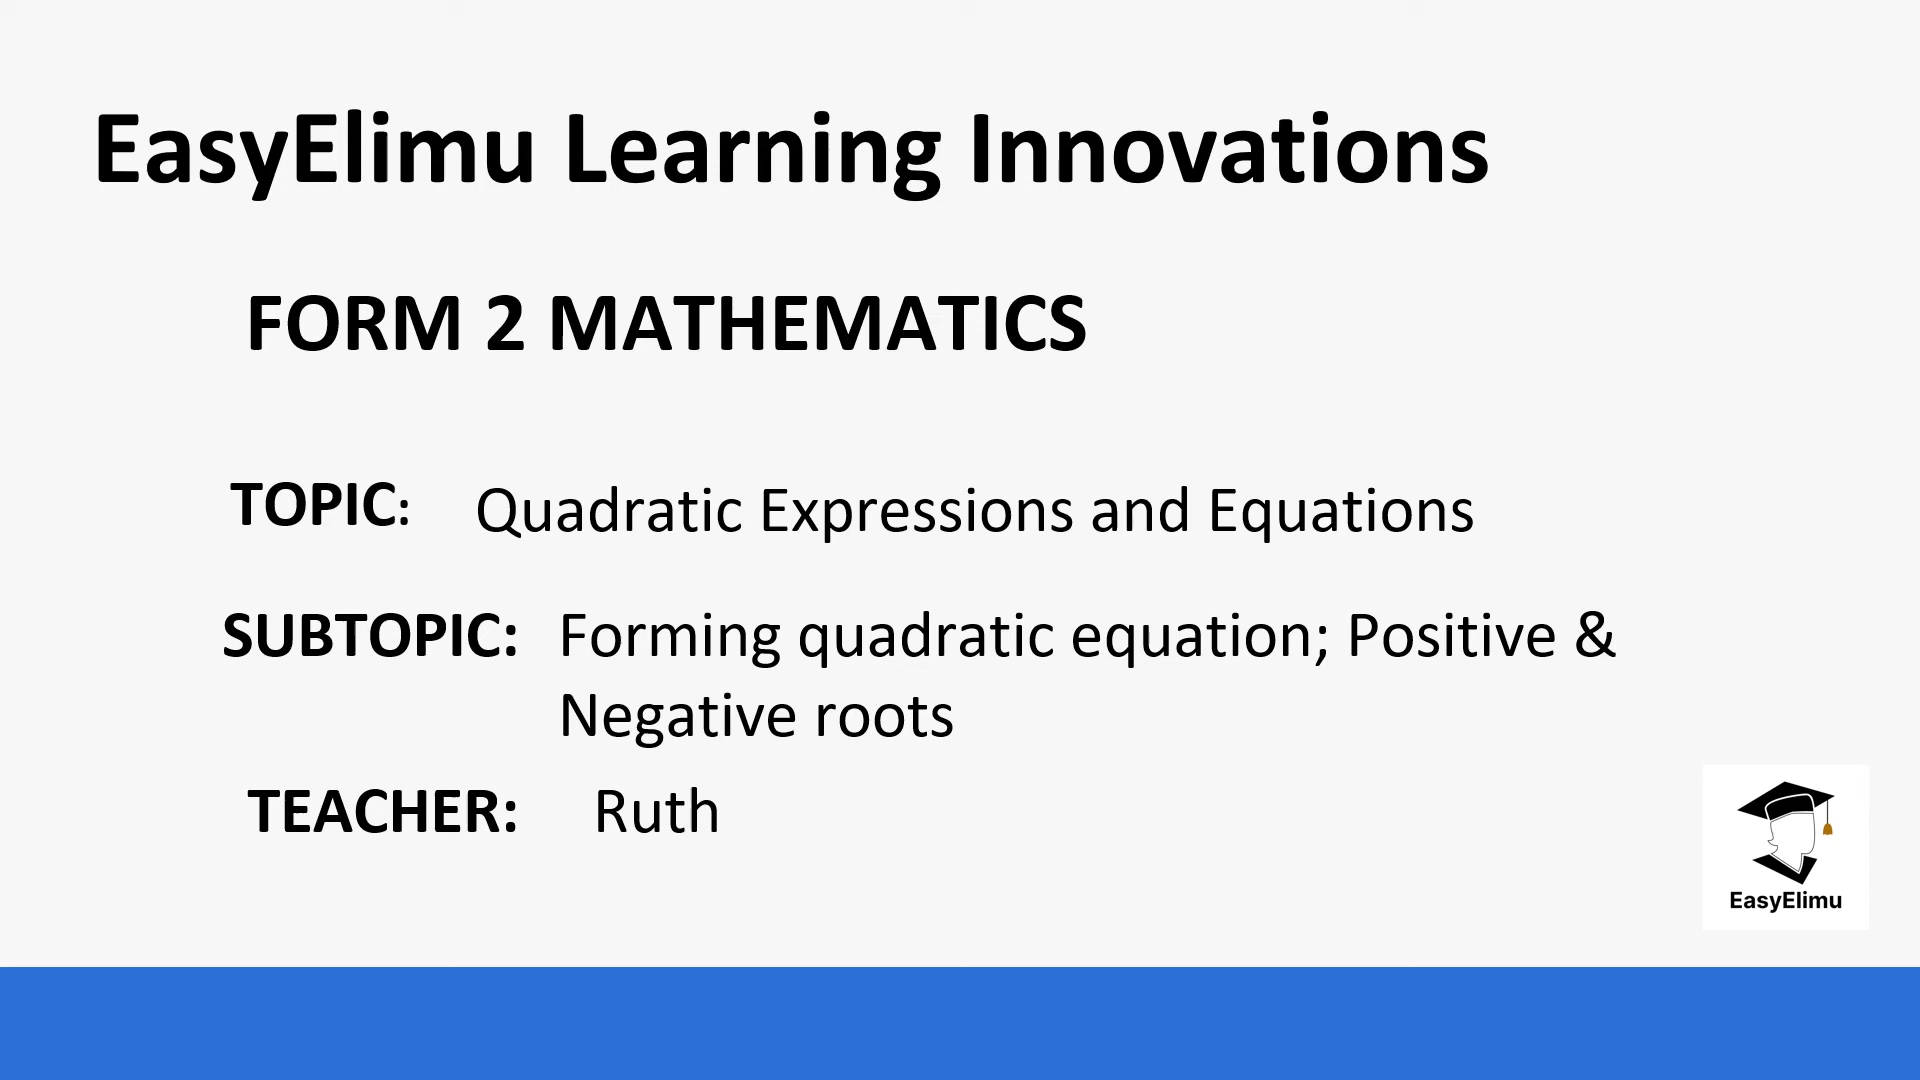 EasyElimu Learning Innovations
FORM 2 MATHEMATICS
TOPIC: Quadratic Expressions and Equations
SUBTOPIC: Forming quadratic equation; Positive &
Negative roots
TEACHER: Ruth
EasyElimu